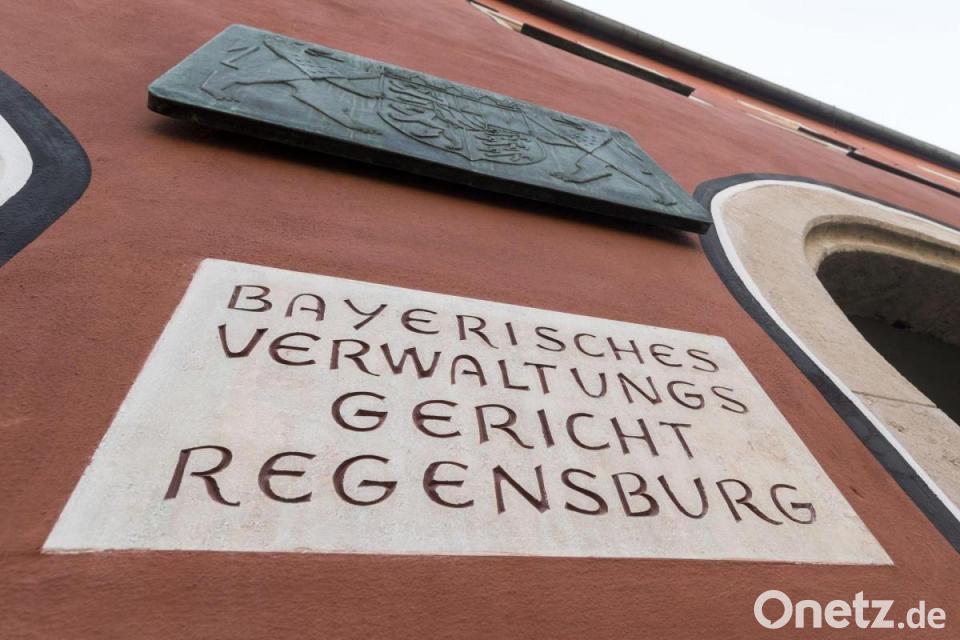 BAYERISCHES
VERWALTUNGS
GERICHT
REGENSBURG
Onetz.de